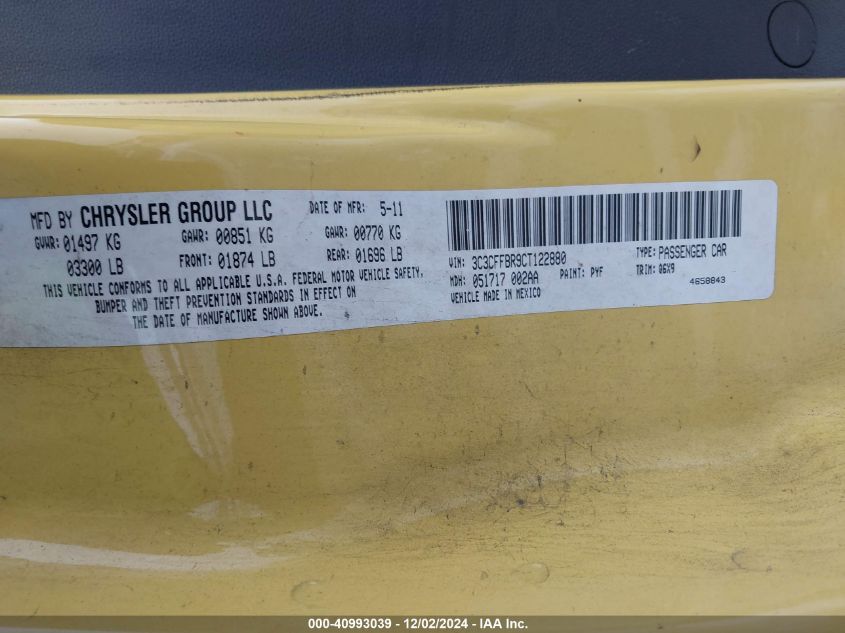 MFD BY CHRYSLER GROUP LLC DATE OF MFR: 5-11
GVWR: 01497 KG GAWR: 00851 KG GAWR: 00770 KG
03300 LB FRONT: 01874 LB REAR: 01696 LB
THIS VEHICLE CONFORMS TO ALL APPLICABLE U.S.A. FEDERAL MOTOR VEHICLE SAFETY,
BUMPER AND THEFT PREVENTION STANDARDS IN EFFECT ON
THE DATE OF MANUFACTURE SHOWN ABOVE.
VIN: 3C3CFFBR9CT122880 TYPE: PASSENGER CAR
MDH: 051717 002AA PAINT: PYF TRIM: A6X9
VEHICLE MADE IN MEXICO 4658843
000-40993039 - 12/02/2024 - IAA Inc.